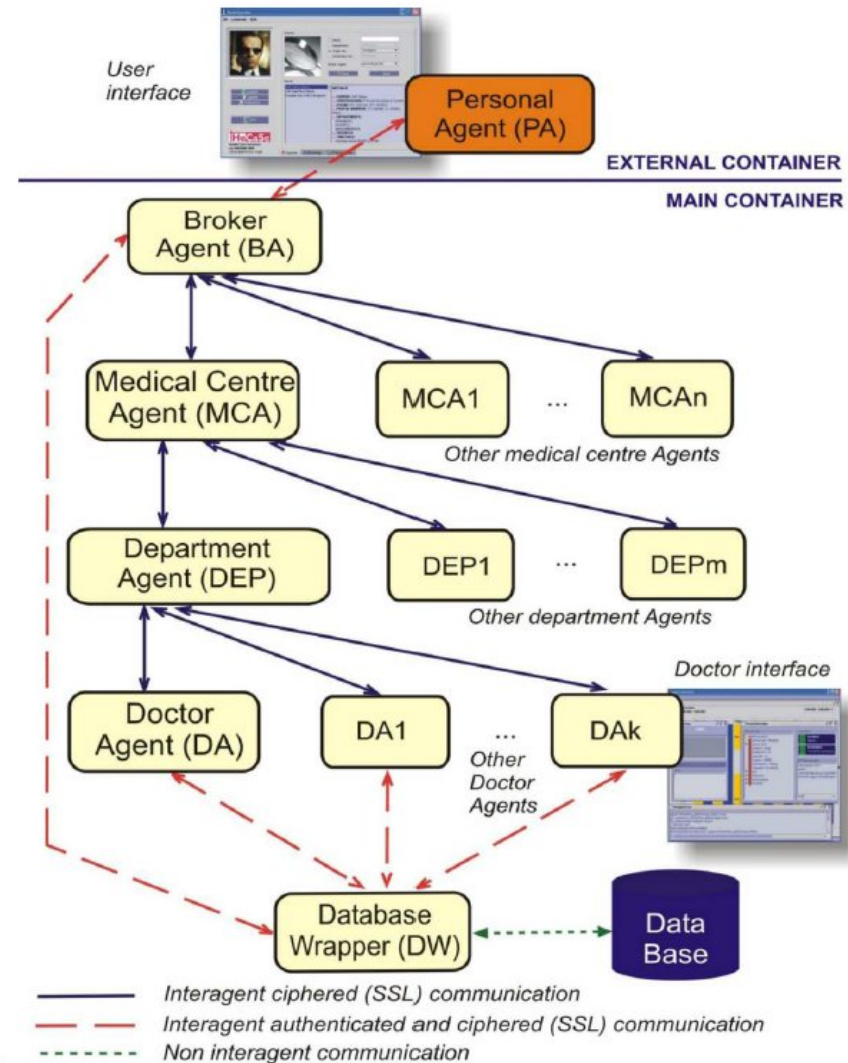 User
interface
Personal
Agent (PA)
EXTERNAL CONTAINER
MAIN CONTAINER
Broker
Agent (BA)
Medical Centre
Agent (MCA)
MCA1
...
MCAn
Other medical centre Agents
Department
Agent (DEP)
DEP1
...
DEPm
Other department Agents
Doctor interface
Doctor
Agent (DA)
DA1
...
DAk
Other
Doctor
Agents
Database
Wrapper (DW)
Data
Base
Interagent ciphered (SSL) communication
Interagent authenticated and ciphered (SSL) communication
Non interagent communication